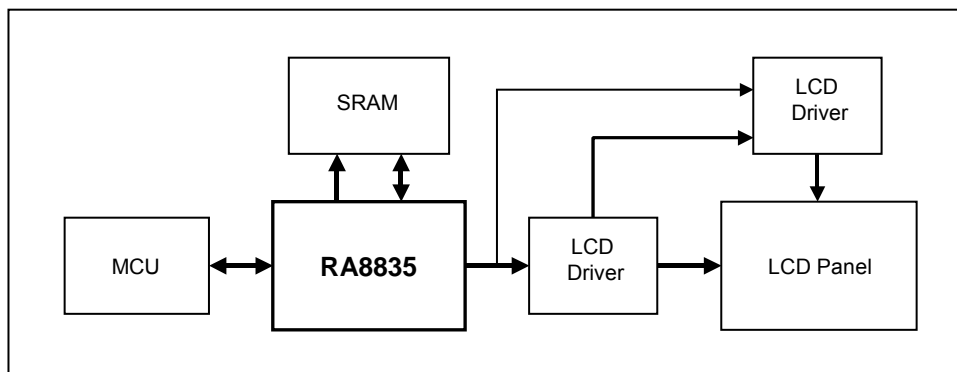 SRAM
LCD
Driver
MCU
RA8835
LCD
Driver
LCD Panel